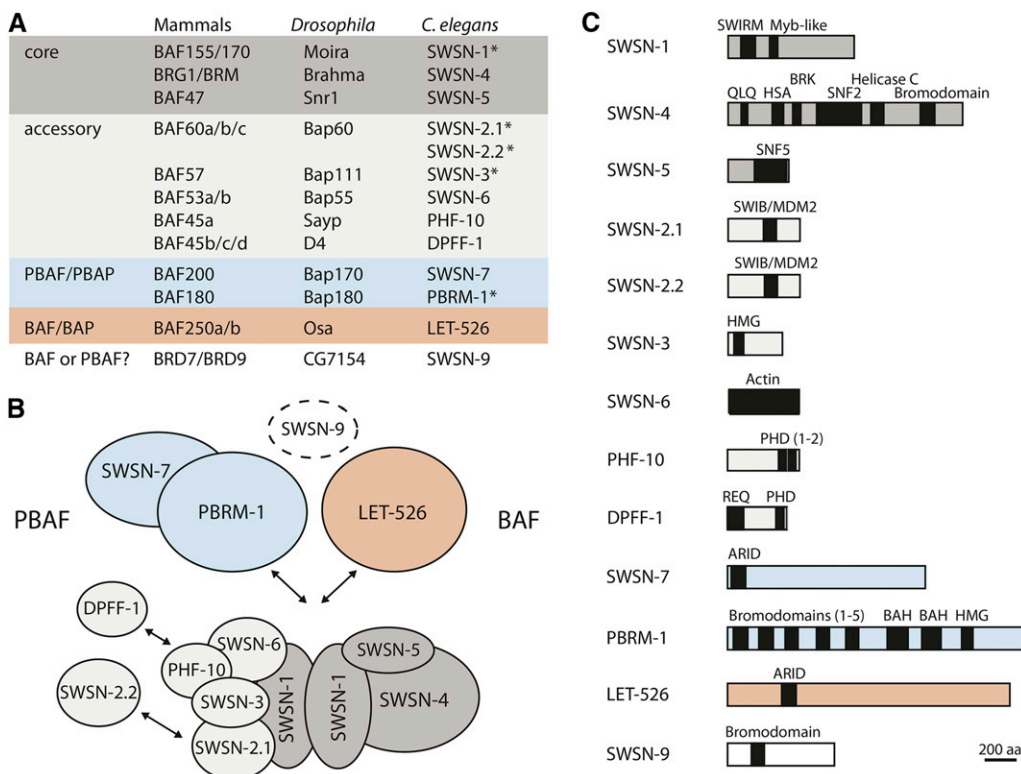 A
Mammals Drosophila C. elegans
core BAF155/170 Moira SWSN-1*
BRG1/BRM Brahma SWSN-4
BAF47 Snr1 SWSN-5
accessory BAF60a/b/c Bap60 SWSN-2.1*
SWSN-2.2*
BAF57 Bap111 SWSN-3*
BAF53a/b Bap55 SWSN-6
BAF45a Sayp PHF-10
BAF45b/c/d D4 DPFF-1
PBAF/PBAP BAF200 Bap170 SWSN-7
BAF180 Bap180 PBRM-1*
BAF/BAP BAF250a/b Osa LET-526
BAF or PBAF? BRD7/BRD9 CG7154 SWSN-9
B
SWSN-9
SWSN-7
PBRM-1
LET-526
PBAF
BAF
DPFF-1
SWSN-6
SWSN-5
PHF-10
SWSN-2.2
SWSN-3
SWSN-1
SWSN-1
SWSN-4
SWSN-2.1
C
SWIRM Myb-like
SWSN-1
BRK Helicase C
QLQ HSA SNF2 Bromodomain
SWSN-4
SNF5
SWSN-5
SWIB/MDM2
SWSN-2.1
SWIB/MDM2
SWSN-2.2
HMG
SWSN-3
Actin
SWSN-6
PHD (1-2)
PHF-10
REQ PHD
DPFF-1
ARID
SWSN-7
Bromodomains (1-5) BAH BAH HMG
PBRM-1
ARID
LET-526
Bromodomain
SWSN-9
200 aa